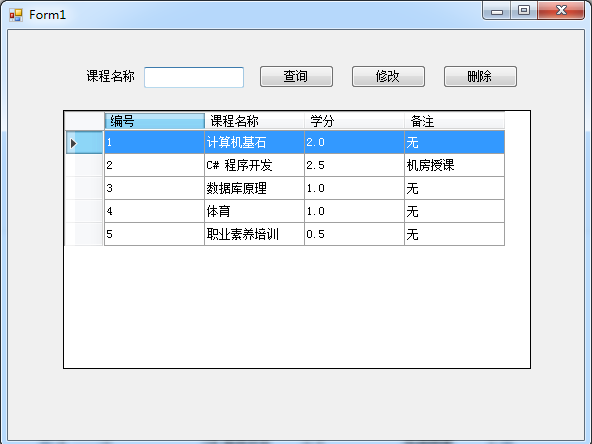 Form1
课程名称 查询 修改 删除
编号 课程名称 学分 备注
1 计算机基石 2.0 无
2 C# 程序开发 2.5 机房授课
3 数据库原理 1.0 无
4 体育 1.0 无
5 职业素养培训 0.5 无